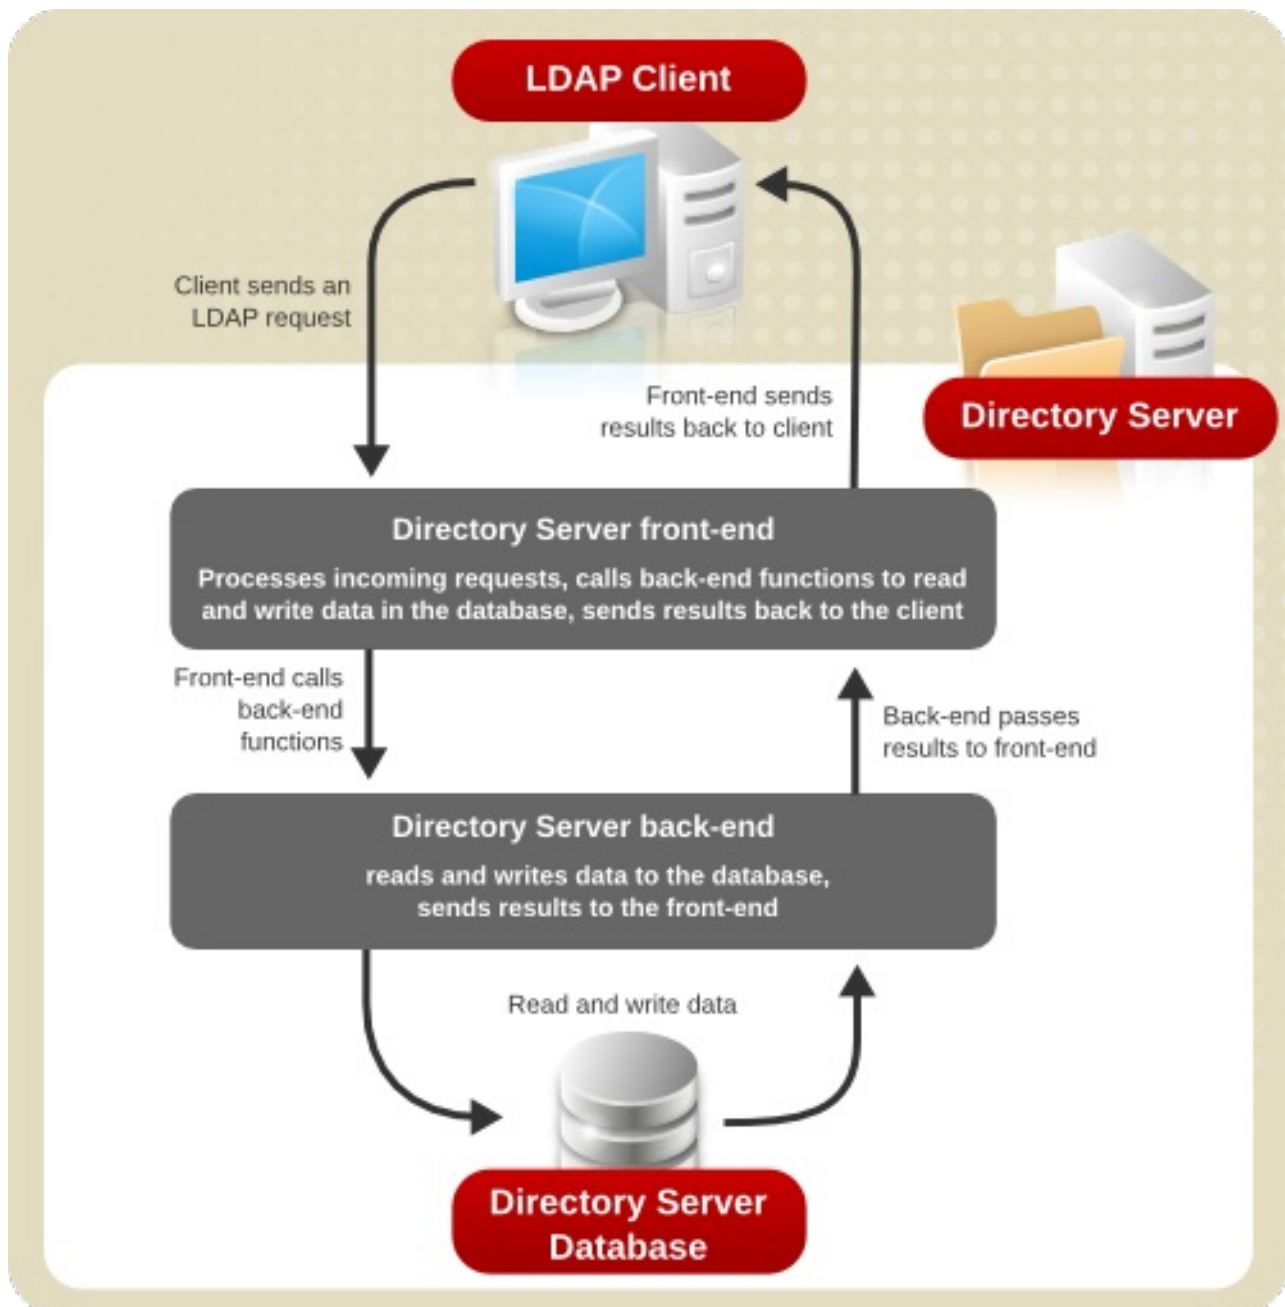 LDAP Client
Client sends an
LDAP request
Front-end sends
results back to client
Directory Server
Directory Server front-end
Processes incoming requests, calls back-end functions to read
and write data in the database, sends results back to the client
Front-end calls
back-end
functions
Back-end passes
results to front-end
Directory Server back-end
reads and writes data to the database,
sends results to the front-end
Read and write data
Directory Server
Database